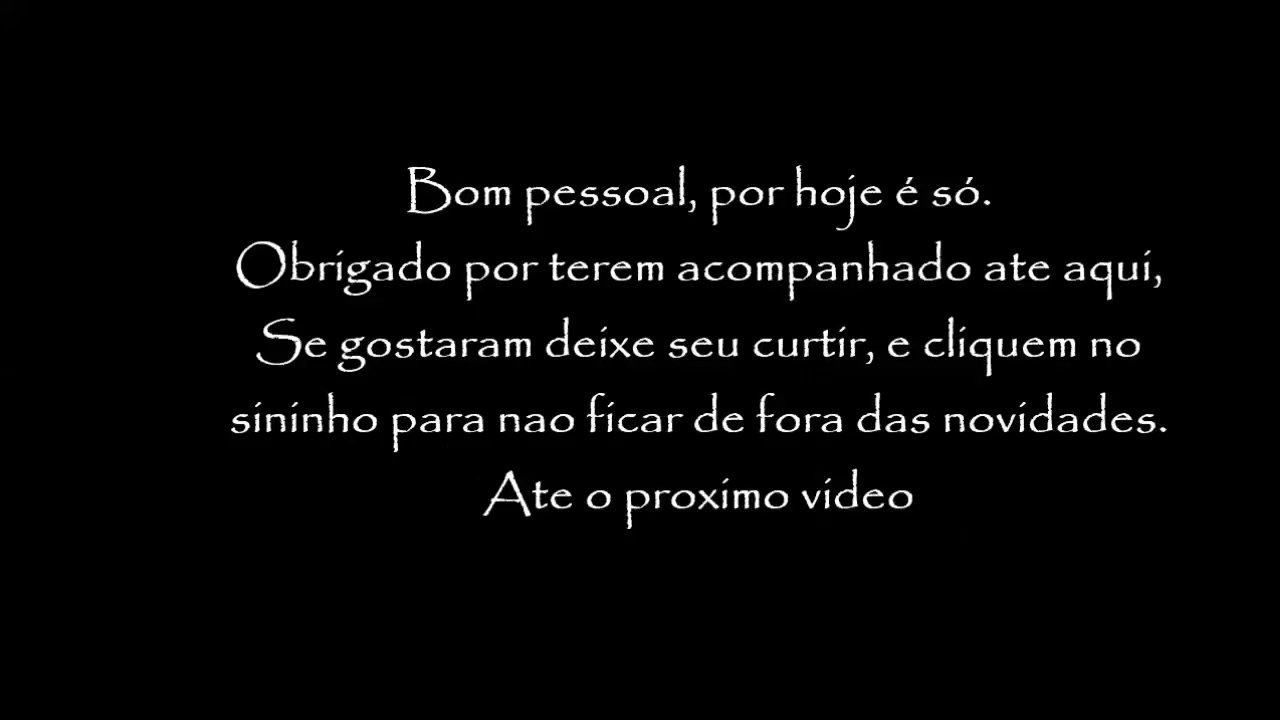 Bom pessoal, por hoje é só.
Obrigado por terem acompanhado ate aqui,
Se gostaram deixe seu curtir, e cliquem no
sininho para nao ficar de fora das novidades.
Ate o proximo video